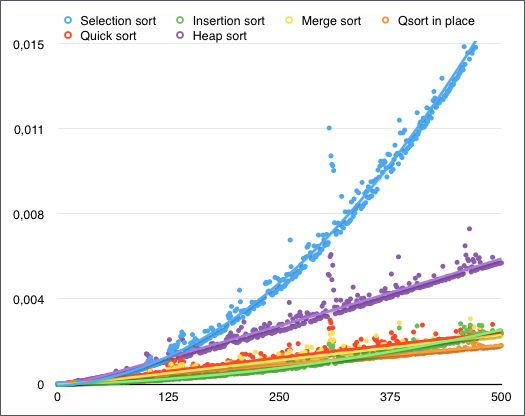 Selection sort Insertion sort Merge sort Qsort in place
Quick sort Heap sort
0,015
0,011
0,008
0,004
0
0 125 250 375 500